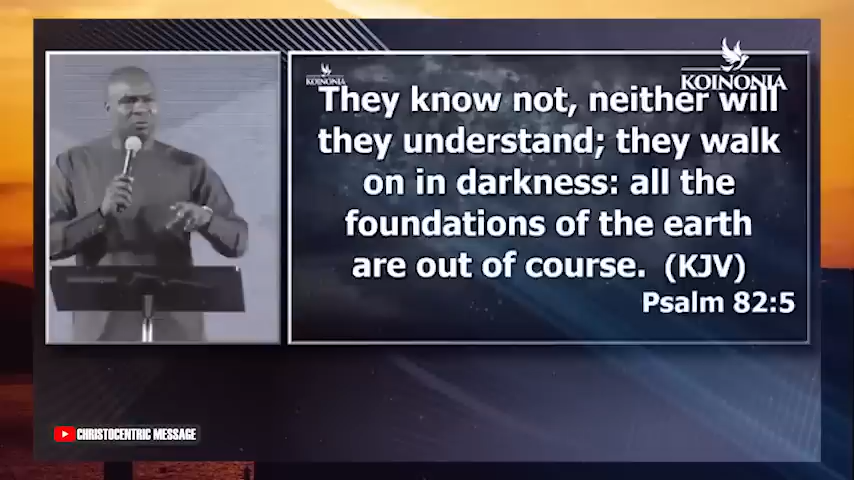 KOINONIA
KOINONIA
They know not, neither will
they understand; they walk
on in darkness: all the
foundations of the earth
are out of course. (KJV)
Psalm 82:5
CHRISTOCENTRIC MESSAGE